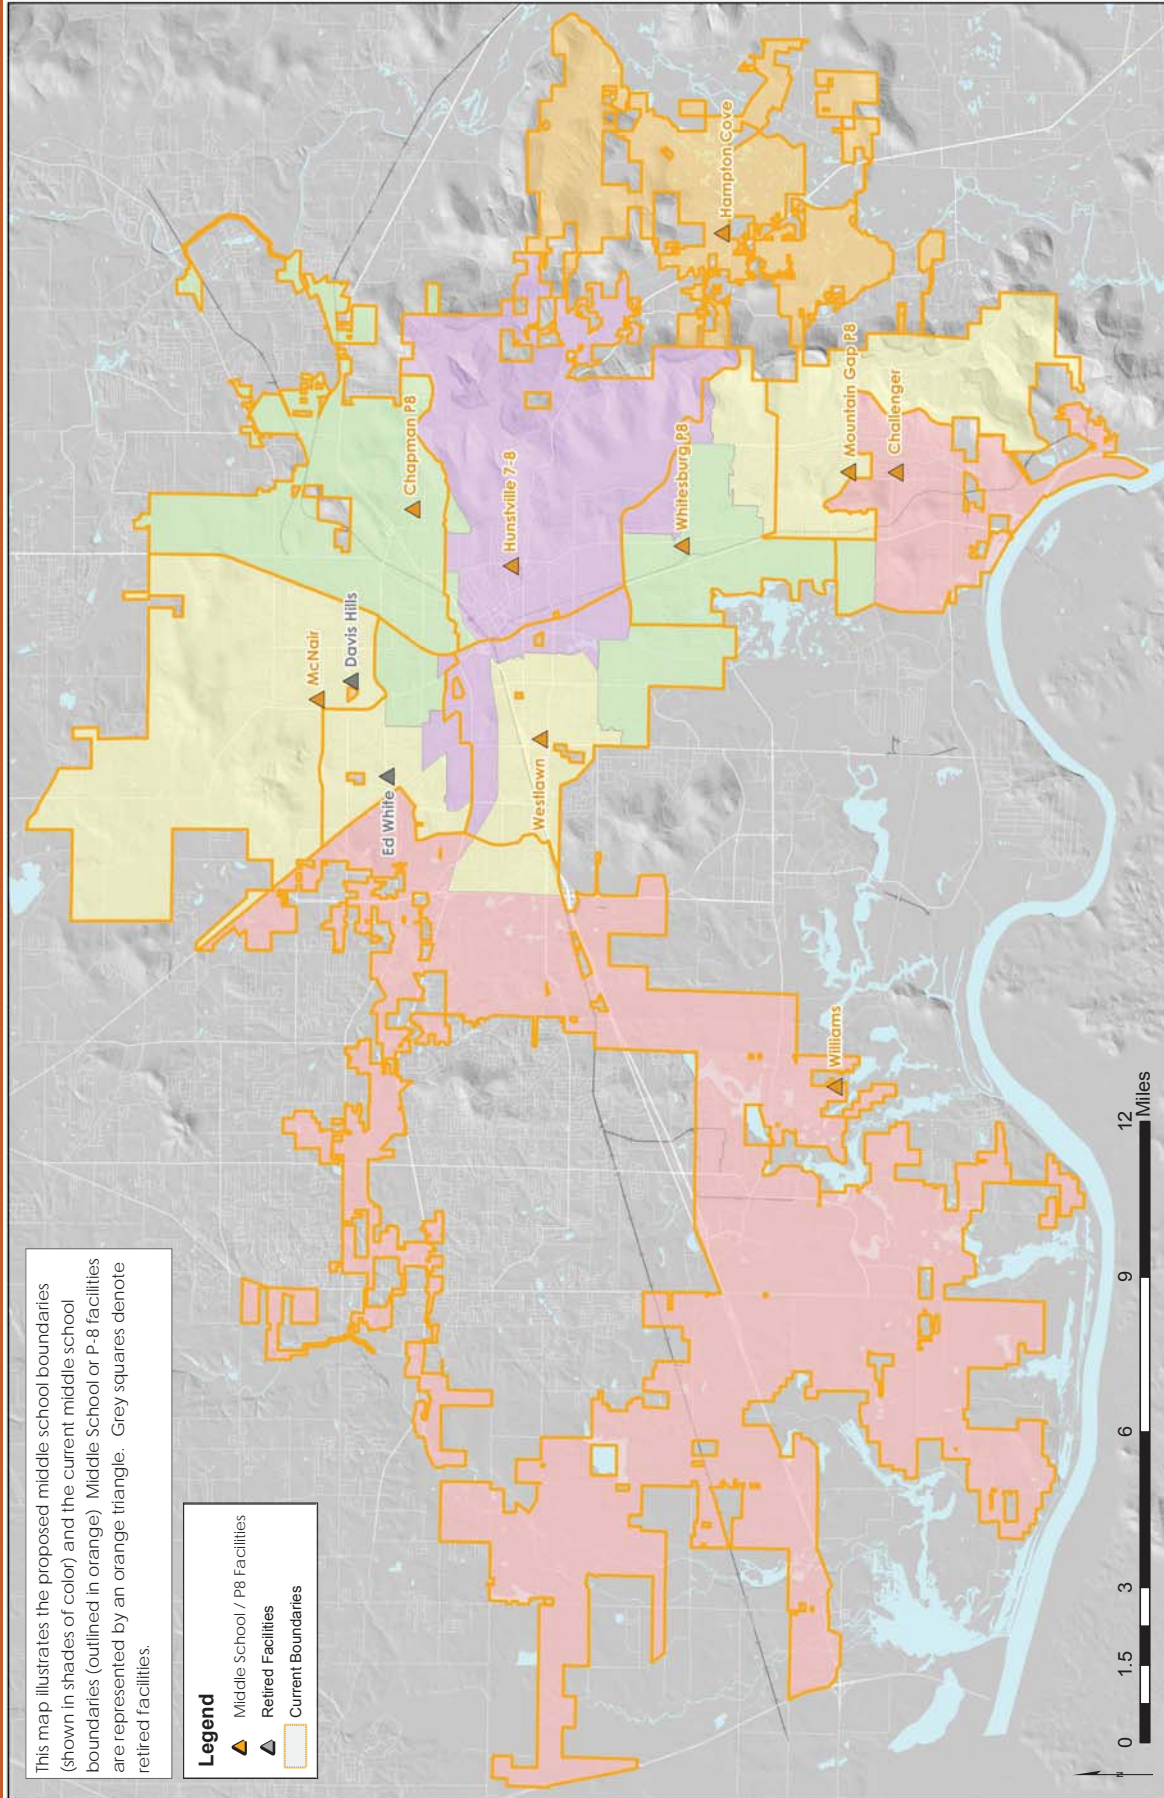 This map illustrates the proposed middle school boundaries
(shown in shades of color) and the current middle school
boundaries (outlined in orange) Middle School or P-8 facilities
are represented by an orange triangle. Grey squares denote
retired facilities.
Legend
Middle School / P8 Facilities
Retired Facilities
Current Boundaries
McNair
Davis Hills
Ed White
Chapman P8
Hunstville 7-8
Westlawn
Whitesburg P8
Hampton Cove
Mountain Gap P8
Challenger
Williams
0 1.5 3 6 9 12
Miles
N